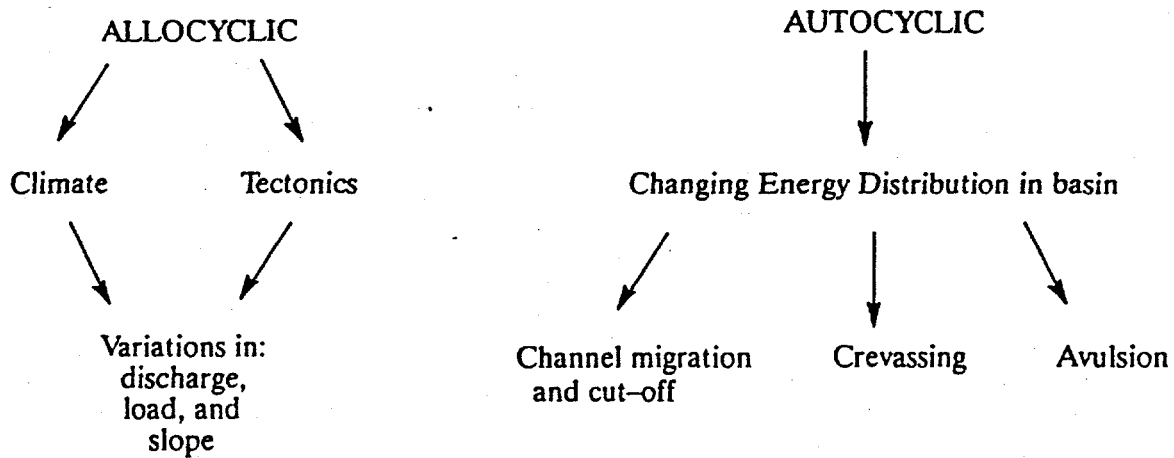 ALLOCYCLIC
Climate
Tectonics
Variations in:
discharge,
load, and
slope
AUTOCYCLIC
Changing Energy Distribution in basin
Channel migration
and cut–off
Crevassing
Avulsion